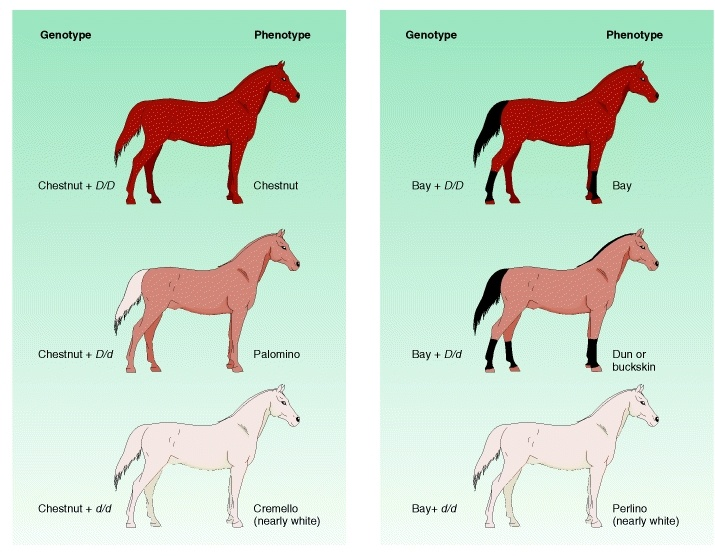 Genotype Phenotype
Chestnut + D/D Chestnut
Chestnut + D/d Palomino
Chestnut + d/d Cremello
(nearly white)
Genotype Phenotype
Bay + D/D Bay
Bay + D/d Dun or
buckskin
Bay+ d/d Perlino
(nearly white)